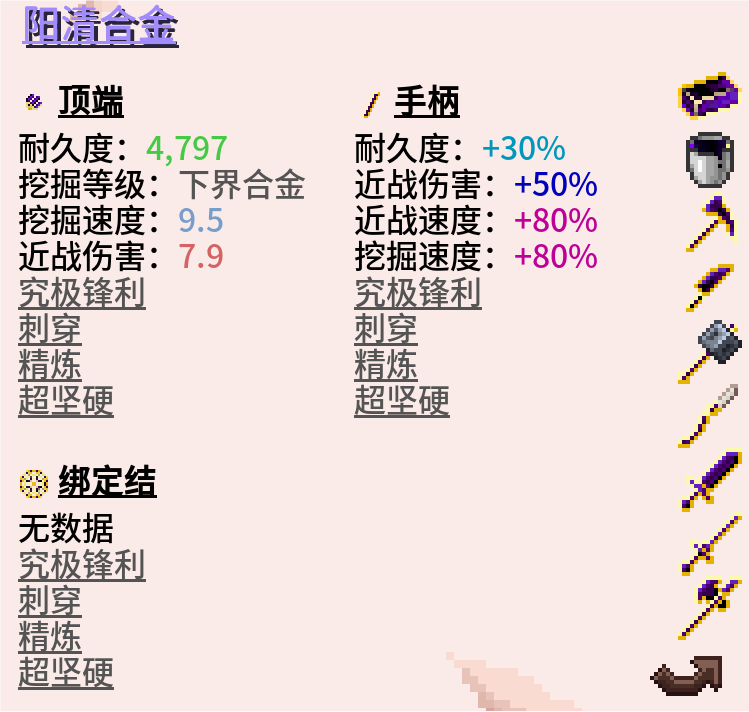 阳清合金
顶端
耐久度：4,797
挖掘等级：下界合金
挖掘速度：9.5
近战伤害：7.9
究极锋利
刺穿
精炼
超坚硬
手柄
耐久度：+30%
近战伤害：+50%
近战速度：+80%
挖掘速度：+80%
究极锋利
刺穿
精炼
超坚硬
绑定结
无数据
究极锋利
刺穿
精炼
超坚硬